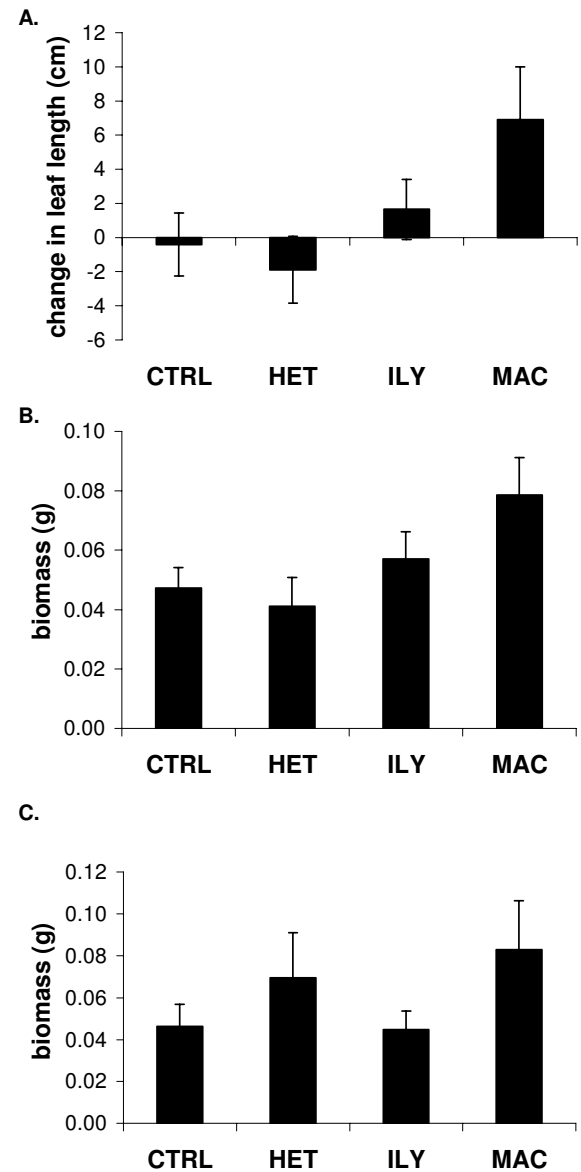 A.
change in leaf length (cm)
12
10
8
6
4
2
0
-2
-4
-6
CTRL HET ILY MAC
B.
biomass (g)
0.10
0.08
0.06
0.04
0.02
0.00
CTRL HET ILY MAC
C.
biomass (g)
0.12
0.10
0.08
0.06
0.04
0.02
0.00
CTRL HET ILY MAC